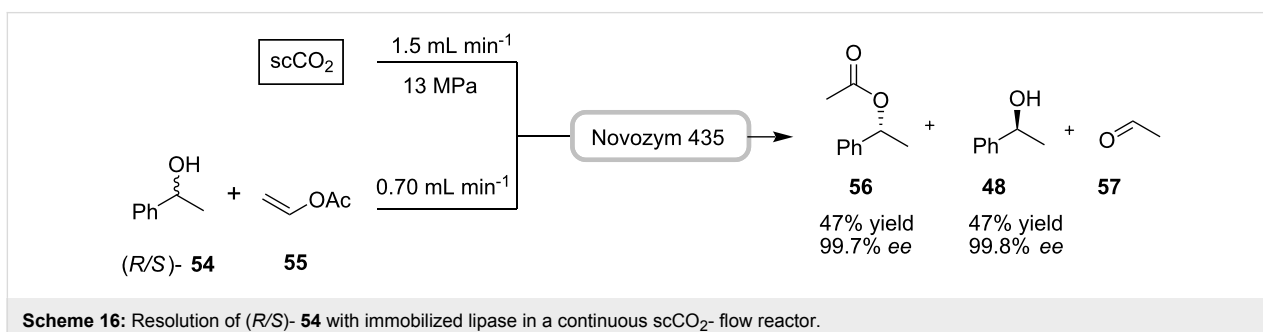 scCO2
1.5 mL min-1
13 MPa
OH
Ph
(R/S)- 54
+
OAc
55
0.70 mL min-1
Novozym 435
O
O
Ph
56
47% yield
99.7% ee
+
OH
Ph
48
47% yield
99.8% ee
+
O
57
Scheme 16: Resolution of (R/S)- 54 with immobilized lipase in a continuous scCO2- flow reactor.